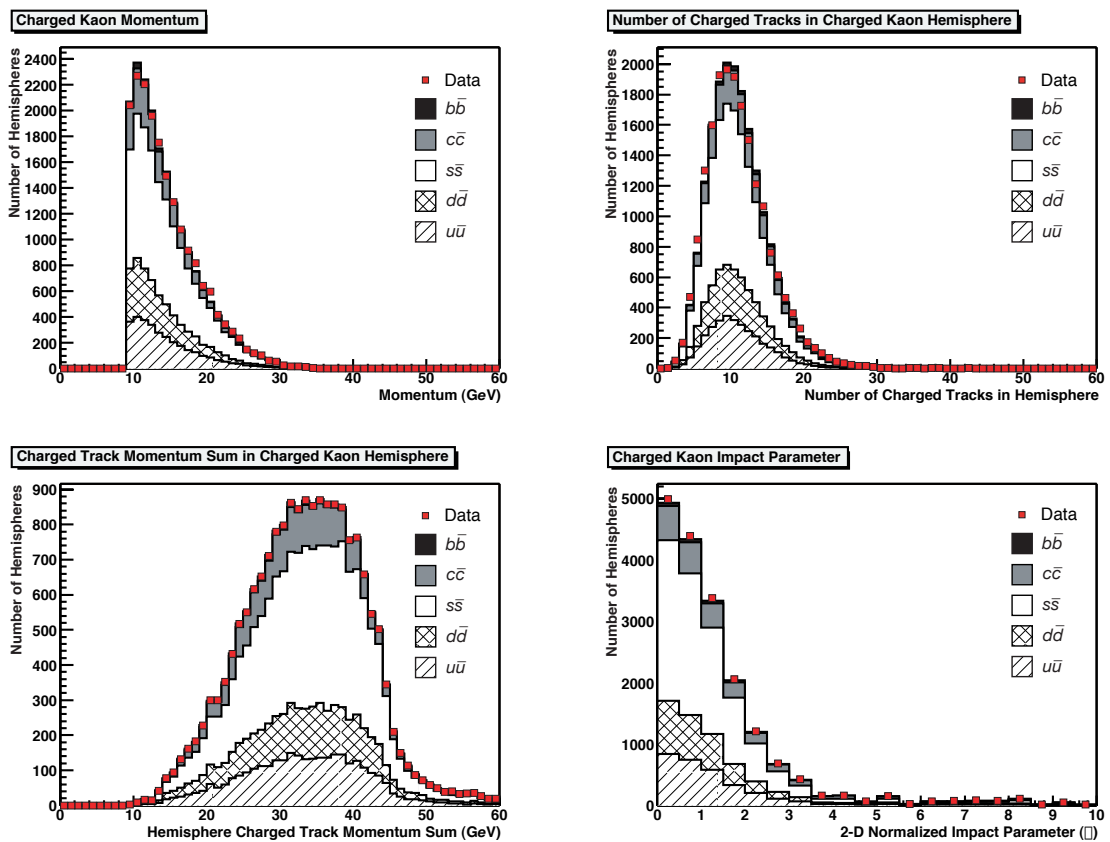 Charged Kaon Momentum
Number of Hemispheres
2400
2200
2000
1800
1600
1400
1200
1000
800
600
400
200
0
Data
bb̄
cc̄
ss̄
dd̄
uū
0 10 20 30 40 50 60
Momentum (GeV)
Number of Charged Tracks in Charged Kaon Hemisphere
Number of Hemispheres
2000
1800
1600
1400
1200
1000
800
600
400
200
0
Data
bb̄
cc̄
ss̄
dd̄
uū
0 10 20 30 40 50 60
Number of Charged Tracks in Hemisphere
Charged Track Momentum Sum in Charged Kaon Hemisphere
Number of Hemispheres
900
800
700
600
500
400
300
200
100
0
Data
bb̄
cc̄
ss̄
dd̄
uū
0 10 20 30 40 50 60
Hemisphere Charged Track Momentum Sum (GeV)
Charged Kaon Impact Parameter
Number of Hemispheres
5000
4000
3000
2000
1000
0
Data
bb̄
cc̄
ss̄
dd̄
uū
0 1 2 3 4 5 6 7 8 9 10
2-D Normalized Impact Parameter (▯)